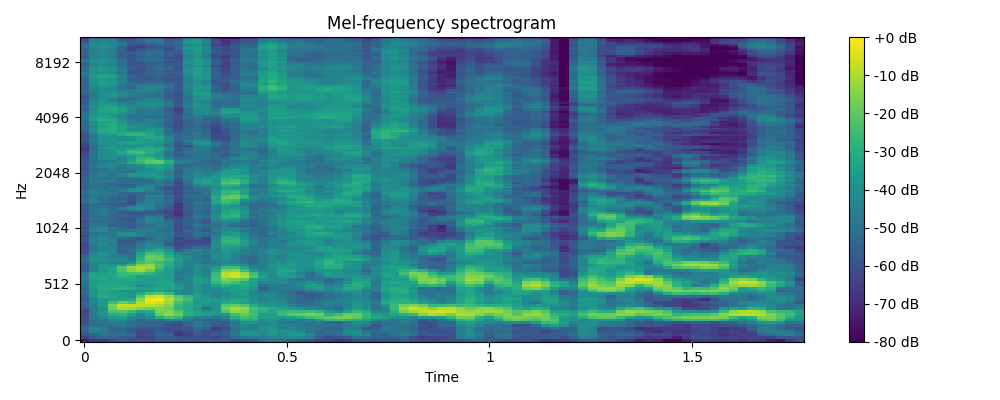 Mel-frequency spectrogram
Hz
8192
4096
2048
1024
512
0
0
0.5
1
1.5
Time
+0 dB
-10 dB
-20 dB
-30 dB
-40 dB
-50 dB
-60 dB
-70 dB
-80 dB